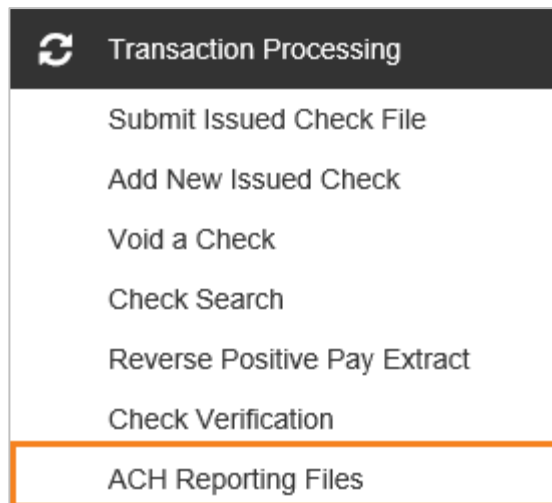 Transaction Processing
Submit Issued Check File
Add New Issued Check
Void a Check
Check Search
Reverse Positive Pay Extract
Check Verification
ACH Reporting Files